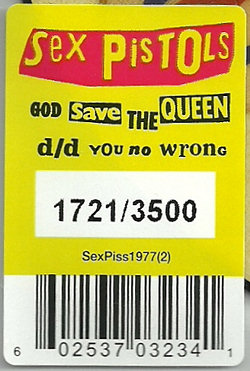 Sex PiSTOLS
GOD Save THE QUEEN
d/d YOU no wrong
1721/3500
SexPiss1977(2)
6 02537 03234 1